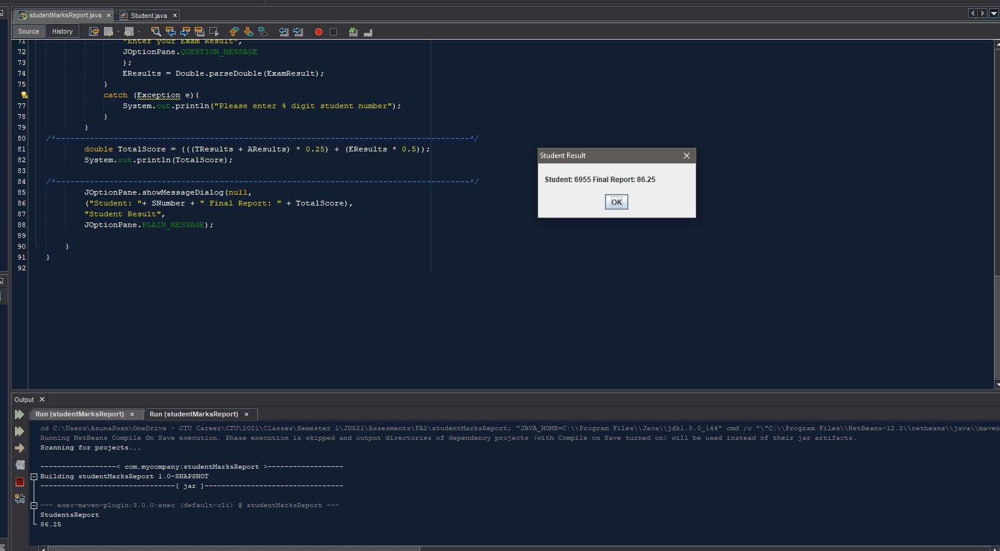 studentMarksReport.java × Student.java ×
Source History
71 "Enter your Exam Result",
72 JOptionPane.QUESTION_MESSAGE
73 );
74 EResults = Double.parseDouble(ExamResult);
75 }
catch (Exception e){
77 System.out.println("Please enter 4 digit student number");
78 }
79 }
80 /*--------------------------------------------------------------------------------------*/
81 double TotalScore = (((TResults + AResults) * 0.25) + (EResults * 0.5));
82 System.out.println(TotalScore);
83
84 /*--------------------------------------------------------------------------------------*/
85 JOptionPane.showMessageDialog(null,
86 ("Student: "+ SNumber + " Final Report: " + TotalScore),
87 "Student Result",
88 JOptionPane.PLAIN_MESSAGE);
89
90 }
91 }
92
Student Result
Student: 6955 Final Report: 86.25
OK
Output ×
Run (studentMarksReport) × Run (studentMarksReport) ×
cd C:\Users\AsunaSwan\OneDrive - CTU Career\CTU\2021\Classes\Semester 1\JD521\Assesments\FA2\studentMarksReport; "JAVA_HOME=C:\\Program Files\\Java\\jdk1.8.0_144" cmd /c "\"C:\\Program Files\\NetBeans-12.2\\netbeans\\java\\maven
Running NetBeans Compile On Save execution. Phase execution is skipped and output directories of dependency projects (with Compile on Save turned on) will be used instead of their jar artifacts.
Scanning for projects...
------------------< com.mycompany:studentMarksReport >------------------
Building studentMarksReport 1.0-SNAPSHOT
--------------------------------[ jar ]---------------------------------
--- exec-maven-plugin:3.0.0:exec (default-cli) @ studentMarksReport ---
StudentsReport
86.25